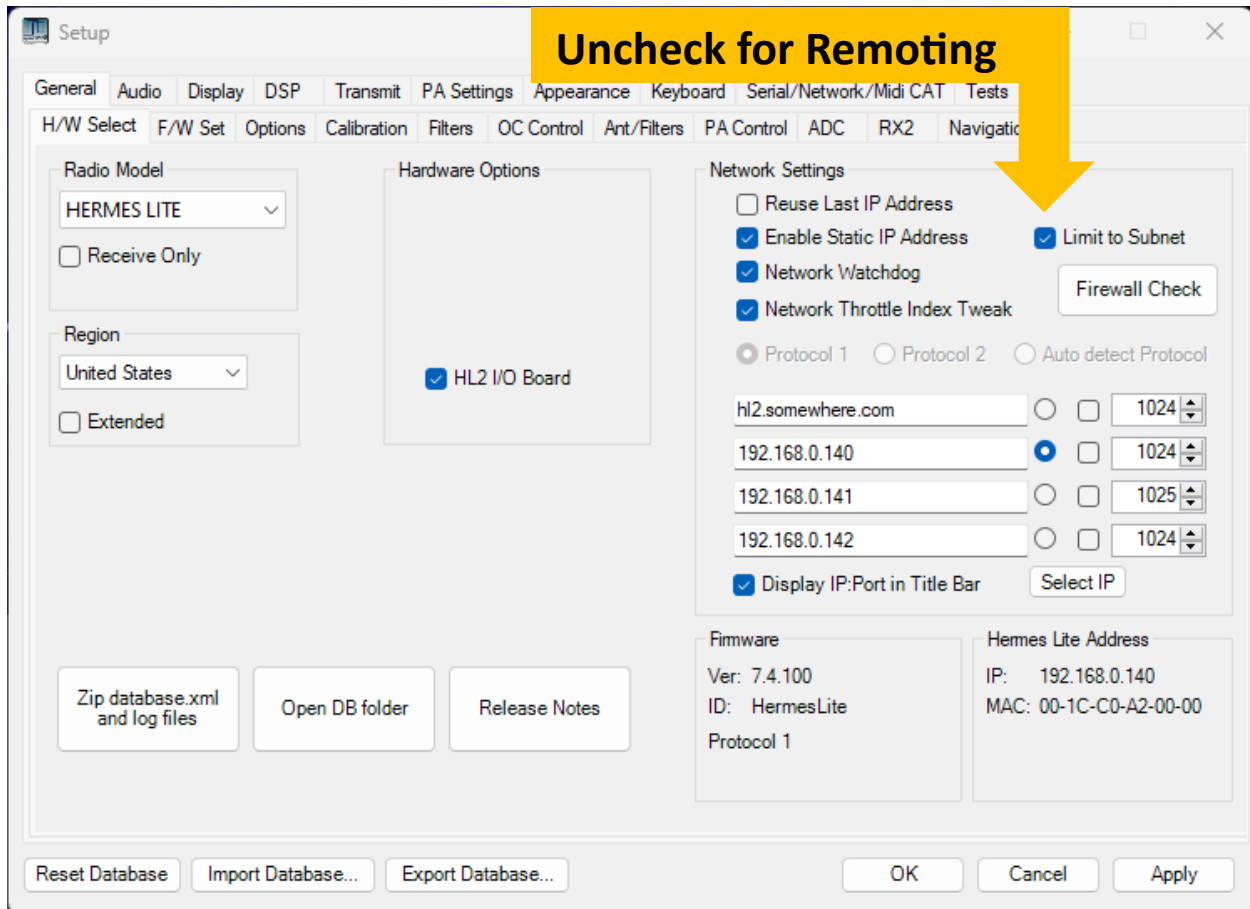 Setup
Uncheck for Remoting
General Audio Display DSP Transmit PA Settings Appearance Keyboard Serial/Network/Midi CAT Tests
H/W Select F/W Set Options Calibration Filters OC Control Ant/Filters PA Control ADC RX2
Radio Model
HERMES LITE
Receive Only
Region
United States
Extended
Hardware Options
HL2 I/O Board
Network Settings
Reuse Last IP Address
Enable Static IP Address
Limit to Subnet
Network Watchdog
Firewall Check
Network Throttle Index Tweak
Protocol 1 Protocol 2 Auto detect Protocol
hl2.somewhere.com 1024
192.168.0.140 1024
192.168.0.141 1025
192.168.0.142 1024
Display IP:Port in Title Bar Select IP
Zip database.xml
and log files
Open DB folder
Release Notes
Firmware
Ver: 7.4.100
ID: HermesLite
Protocol 1
Hermes Lite Address
IP: 192.168.0.140
MAC: 00-1C-C0-A2-00-00
Reset Database Import Database... Export Database... OK Cancel Apply